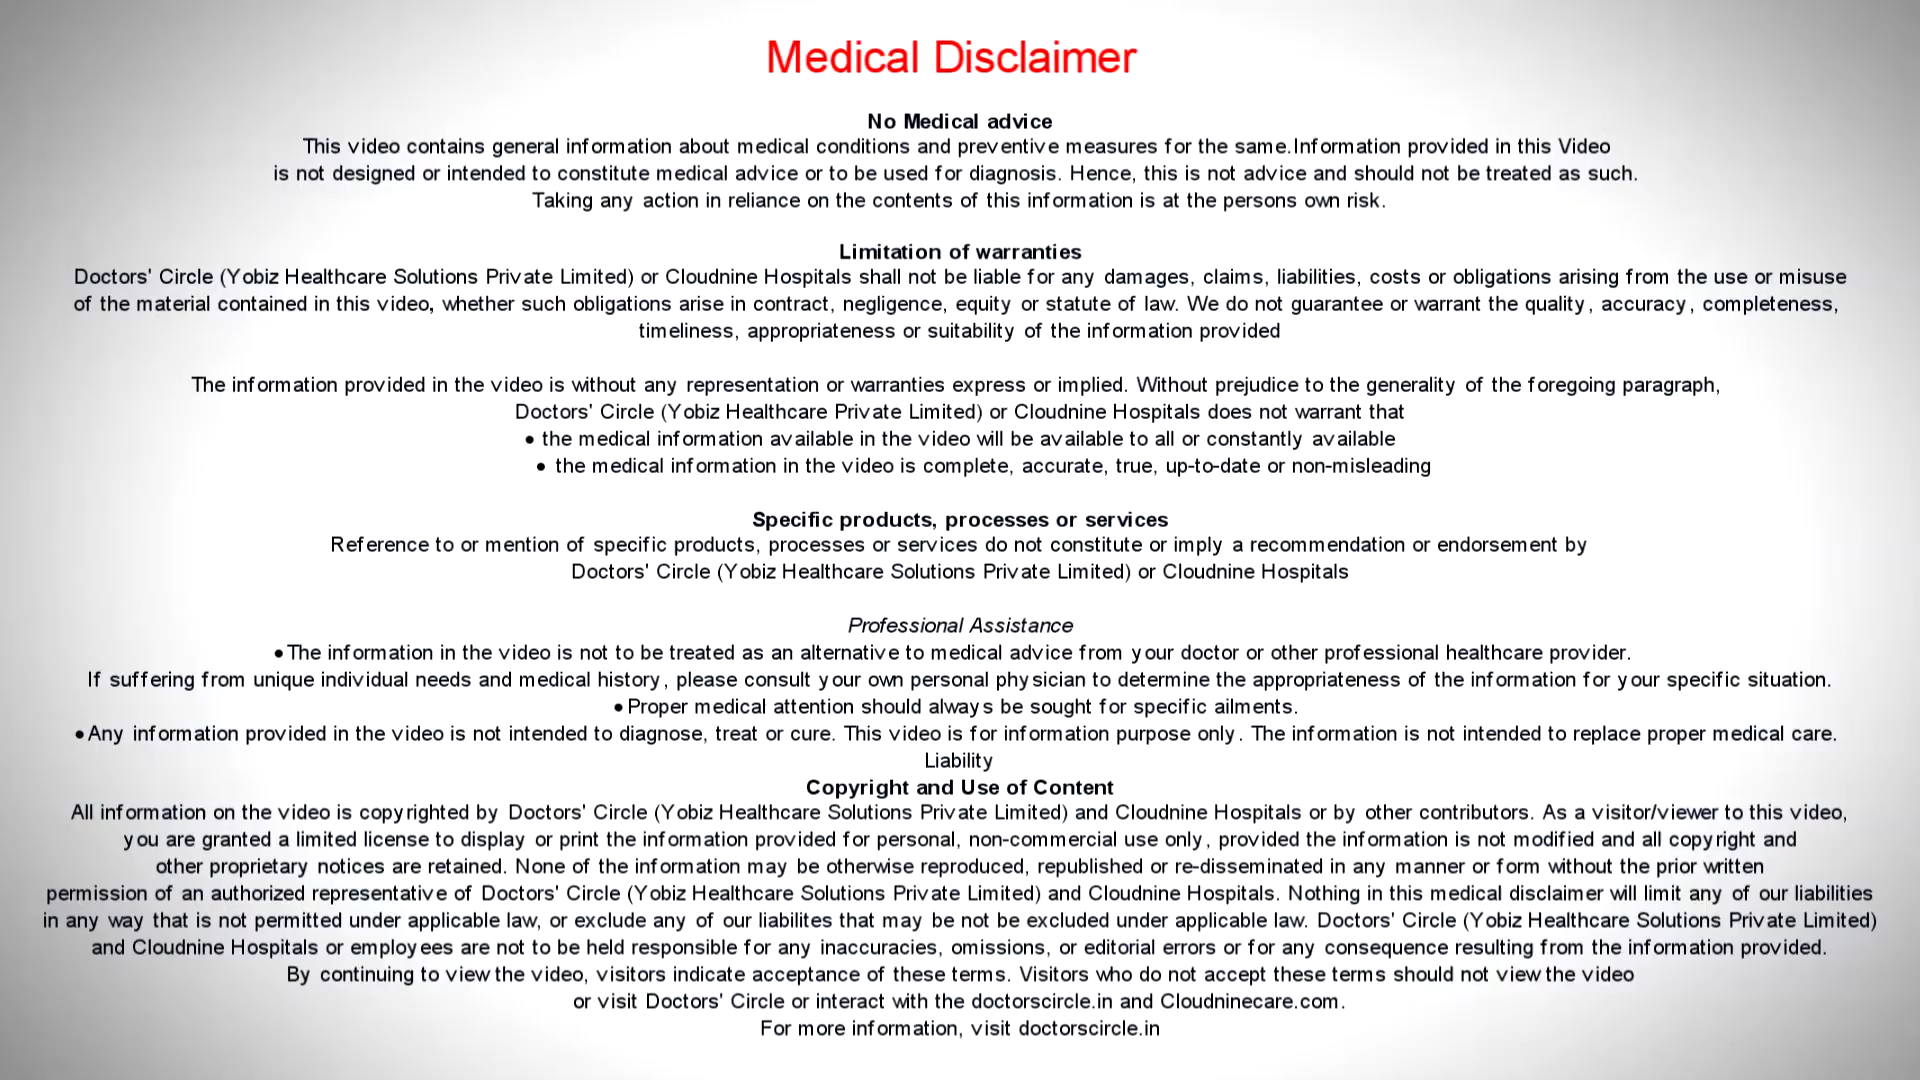 Medical Disclaimer
No Medical advice
This video contains general information about medical conditions and preventive measures for the same.Information provided in this Video
is not designed or intended to constitute medical advice or to be used for diagnosis. Hence, this is not advice and should not be treated as such.
Taking any action in reliance on the contents of this information is at the persons own risk.
Limitation of warranties
Doctors' Circle (Yobiz Healthcare Solutions Private Limited) or Cloudnine Hospitals shall not be liable for any damages, claims, liabilities, costs or obligations arising from the use or misuse
of the material contained in this video, whether such obligations arise in contract, negligence, equity or statute of law. We do not guarantee or warrant the quality, accuracy, completeness,
timeliness, appropriateness or suitability of the information provided
The information provided in the video is without any representation or warranties express or implied. Without prejudice to the generality of the foregoing paragraph,
Doctors' Circle (Yobiz Healthcare Private Limited) or Cloudnine Hospitals does not warrant that
• the medical information available in the video will be available to all or constantly available
• the medical information in the video is complete, accurate, true, up-to-date or non-misleading
Specific products, processes or services
Reference to or mention of specific products, processes or services do not constitute or imply a recommendation or endorsement by
Doctors' Circle (Yobiz Healthcare Solutions Private Limited) or Cloudnine Hospitals
Professional Assistance
•The information in the video is not to be treated as an alternative to medical advice from your doctor or other professional healthcare provider.
If suffering from unique individual needs and medical history, please consult your own personal physician to determine the appropriateness of the information for your specific situation.
•Proper medical attention should always be sought for specific ailments.
•Any information provided in the video is not intended to diagnose, treat or cure. This video is for information purpose only. The information is not intended to replace proper medical care.
Liability
Copyright and Use of Content
All information on the video is copyrighted by Doctors' Circle (Yobiz Healthcare Solutions Private Limited) and Cloudnine Hospitals or by other contributors. As a visitor/viewer to this video,
you are granted a limited license to display or print the information provided for personal, non-commercial use only, provided the information is not modified and all copyright and
other proprietary notices are retained. None of the information may be otherwise reproduced, republished or re-disseminated in any manner or form without the prior written
permission of an authorized representative of Doctors' Circle (Yobiz Healthcare Solutions Private Limited) and Cloudnine Hospitals. Nothing in this medical disclaimer will limit any of our liabilities
in any way that is not permitted under applicable law, or exclude any of our liabilites that may be not be excluded under applicable law. Doctors' Circle (Yobiz Healthcare Solutions Private Limited)
and Cloudnine Hospitals or employees are not to be held responsible for any inaccuracies, omissions, or editorial errors or for any consequence resulting from the information provided.
By continuing to view the video, visitors indicate acceptance of these terms. Visitors who do not accept these terms should not view the video
or visit Doctors' Circle or interact with the doctorscircle.in and Cloudninecare.com.
For more information, visit doctorscircle.in